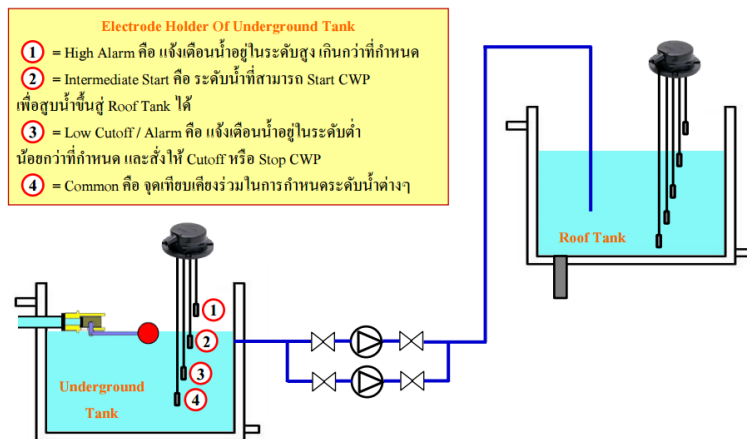 Electrode Holder Of Underground Tank
1 = High Alarm คือ แจ้งเตือนน้ำอยู่ในระดับสูง เกินกว่าที่กำหนด
2 = Intermediate Start คือ ระดับน้ำที่สามารถ Start CWP
เพื่อสูบน้ำขึ้นสู่ Roof Tank ได้
3 = Low Cutoff / Alarm คือ แจ้งเตือนน้ำอยู่ในระดับต่ำ
น้อยกว่าที่กำหนด และสั่งให้ Cutoff หรือ Stop CWP
4 = Common คือ จุดเทียบเคียงร่วมในการกำหนดระดับน้ำต่างๆ
Roof Tank
1
2
3
4
Underground
Tank